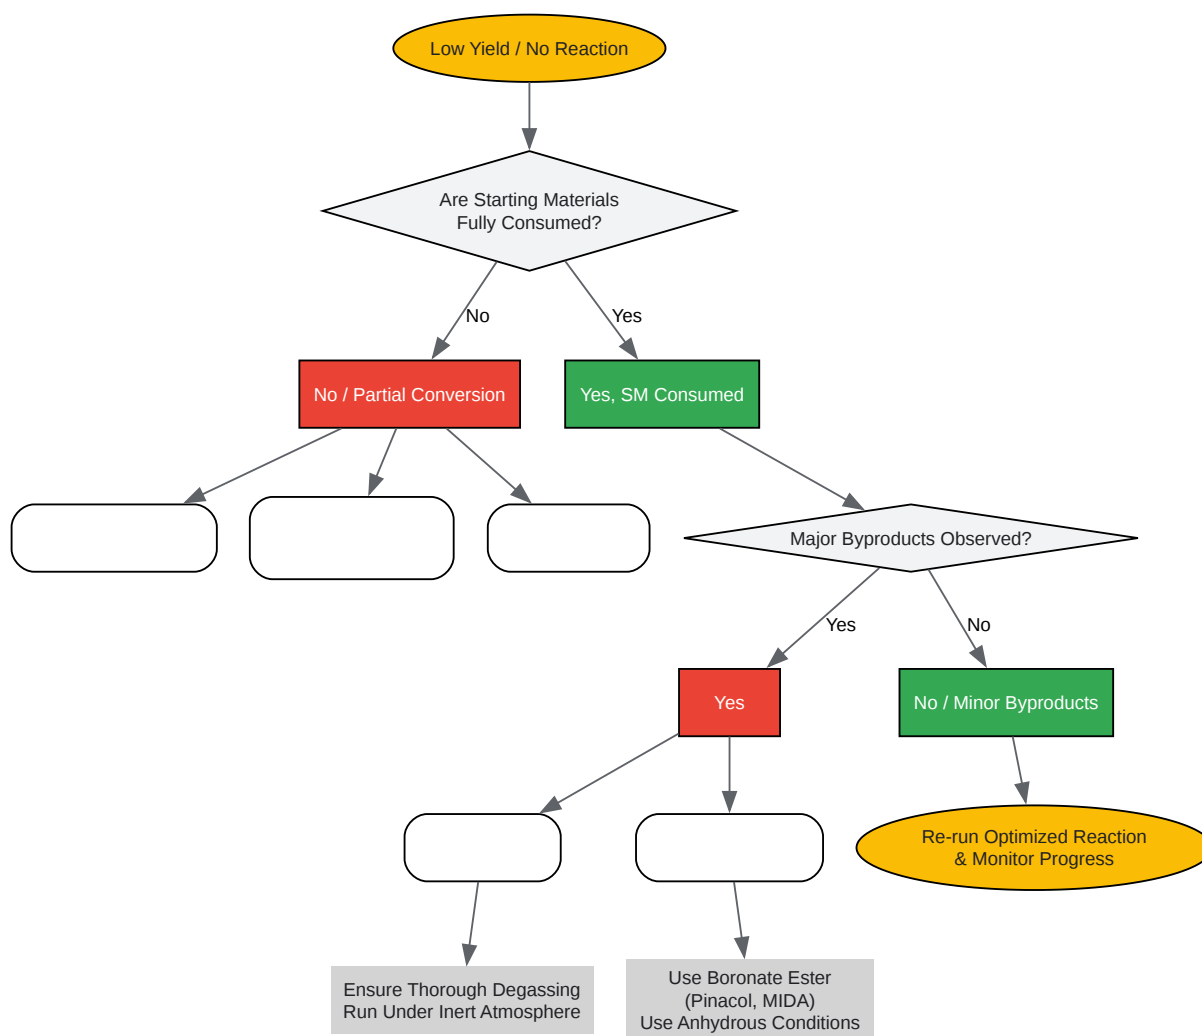 Low Yield / No Reaction
Are Starting Materials
Fully Consumed?
No
Yes
No / Partial Conversion
Yes, SM Consumed
Major Byproducts Observed?
Yes
No
Yes
No / Minor Byproducts
Re-run Optimized Reaction
& Monitor Progress
Ensure Thorough Degassing
Run Under Inert Atmosphere
Use Boronate Ester
(Pinacol, MIDA)
Use Anhydrous Conditions